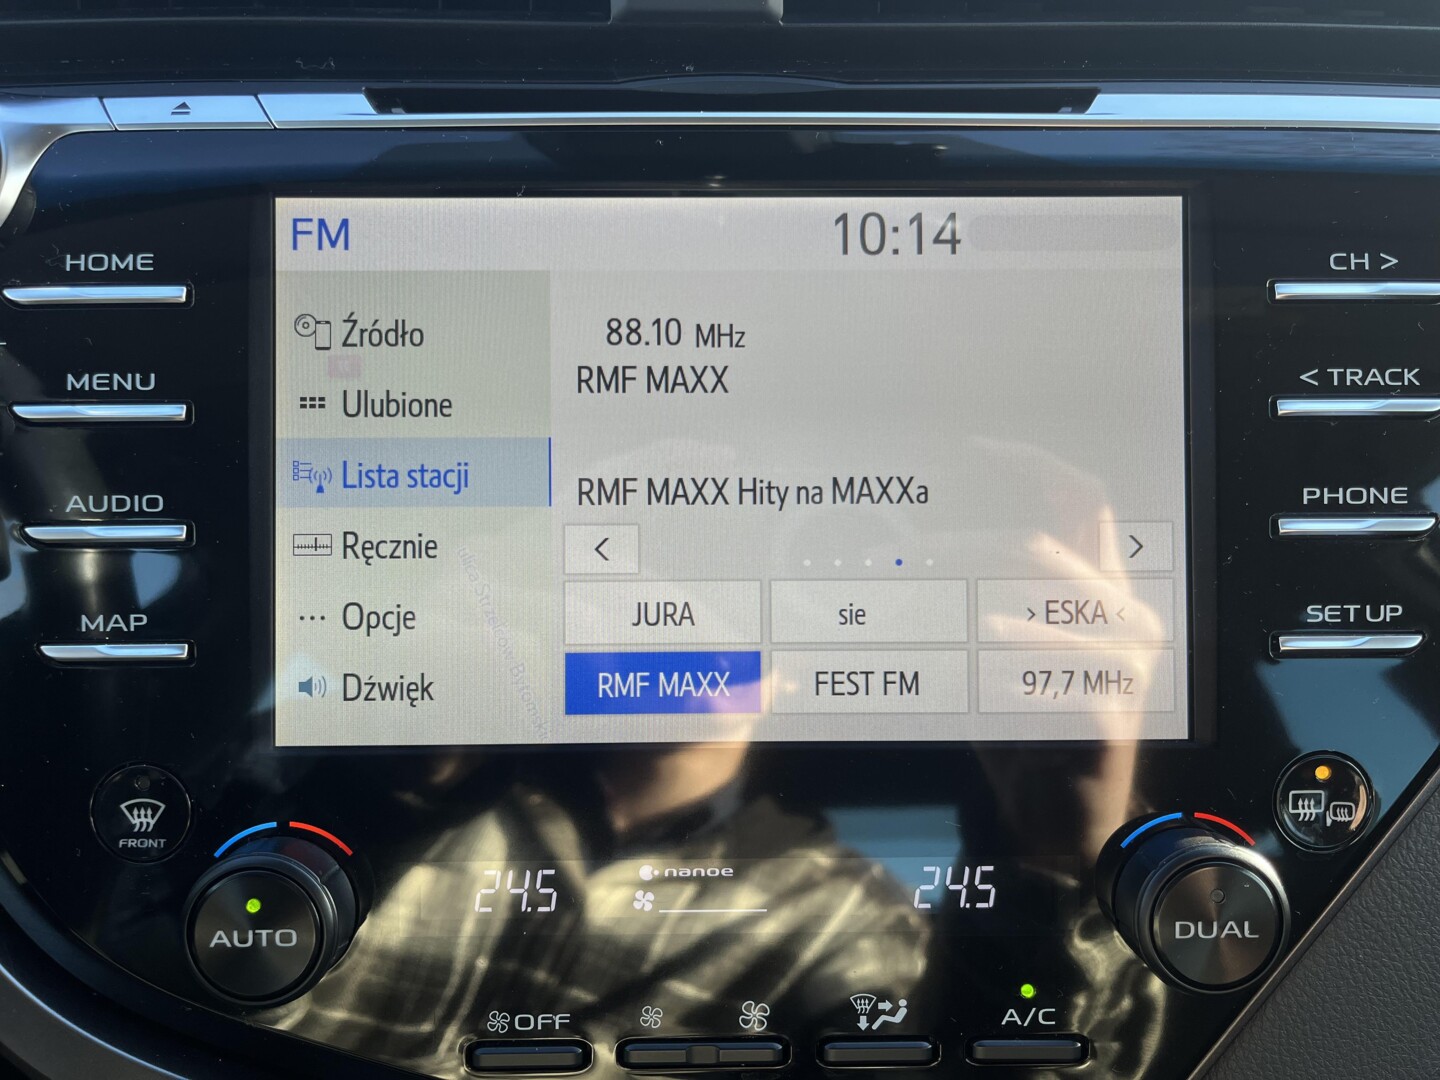 FM
10:14
HOME
MENU
AUDIO
MAP
Źródło
Ulubione
Lista stacji
Ręcznie
Opcje
Dźwięk
88.10 MHz
RMF MAXX
RMF MAXX Hity na MAXXa
<
>
JURA
sie
> ESKA <
RMF MAXX
FEST FM
97,7 MHz
CH >
< TRACK
PHONE
SETUP
FRONT
AUTO
24.5
nanoe
24.5
DUAL
OFF
A/C